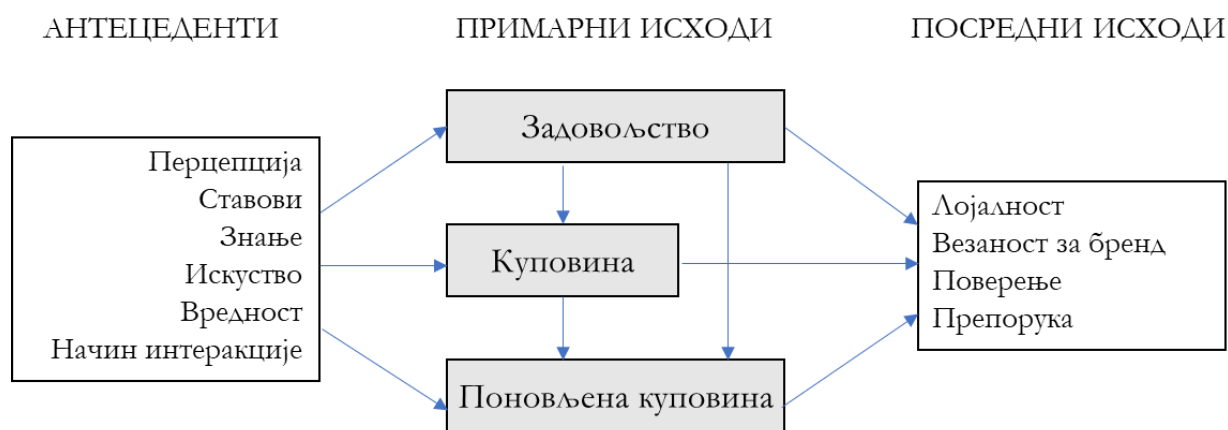 АНТЕЦЕДЕНТИ
ПРИМАРНИ ИСХОДИ
ПОСРЕДНИ ИСХОДИ
Перцепција
Ставови
Знање
Искуство
Вредност
Начин интеракције
Задовољство
Куповина
Поновљена куповина
Лојалност
Везаност за бренд
Поверење
Препорука